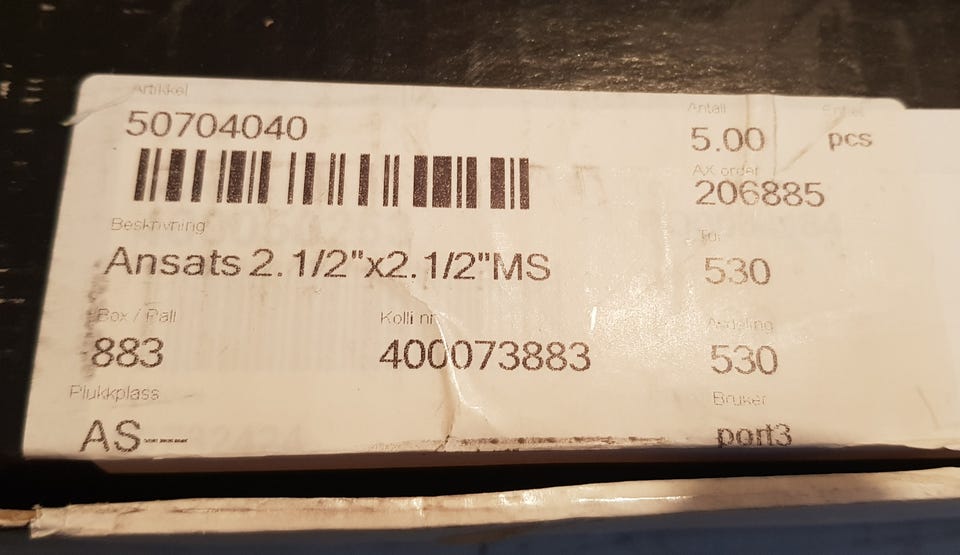 Artikkel
50704040
Antall
5.00 pcs
AX order
206885
Beskrivning
Ansats 2.1/2"x2.1/2"MS
Tur
530
Box / Pall
883
Kolli nr
400073883
Avdeling
530
Plukkplass
AS
Bruker
port3